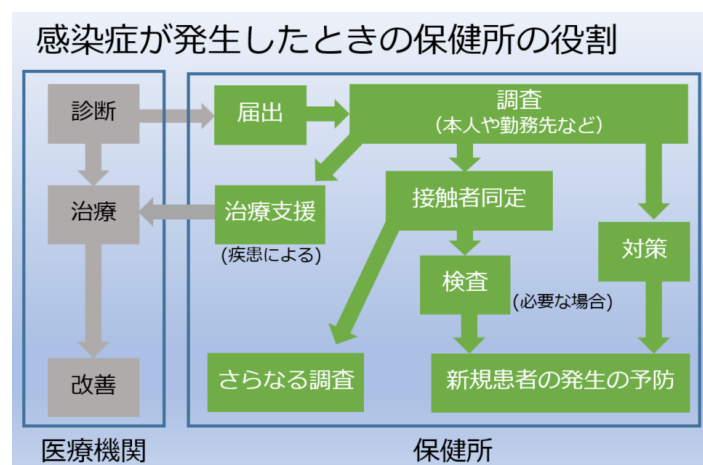 感染症が発生したときの保健所の役割
診断
届出
調査
(本人や勤務先など)
治療
治療支援
(疾患による)
接触者同定
対策
検査
(必要な場合)
改善
さらなる調査
新規患者の発生の予防
医療機関
保健所